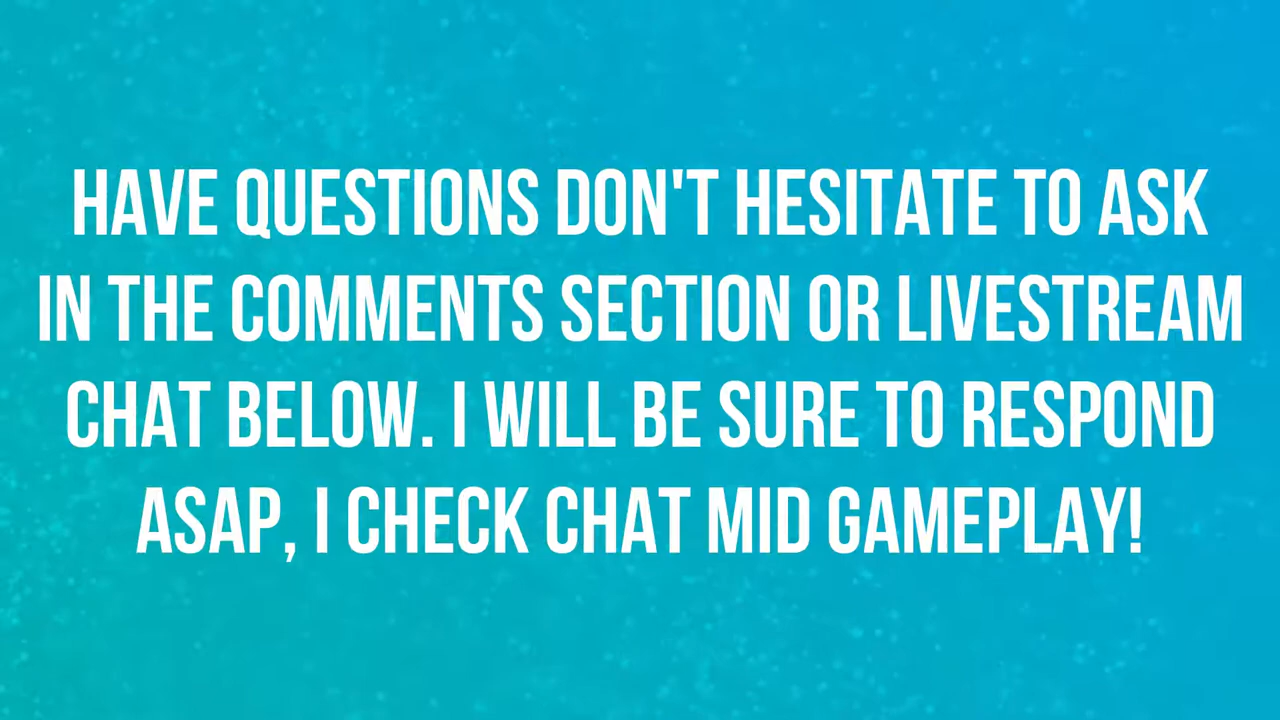 HAVE QUESTIONS DON'T HESITATE TO ASK
IN THE COMMENTS SECTION OR LIVESTREAM
CHAT BELOW. I WILL BE SURE TO RESPOND
ASAP, I CHECK CHAT MID GAMEPLAY!